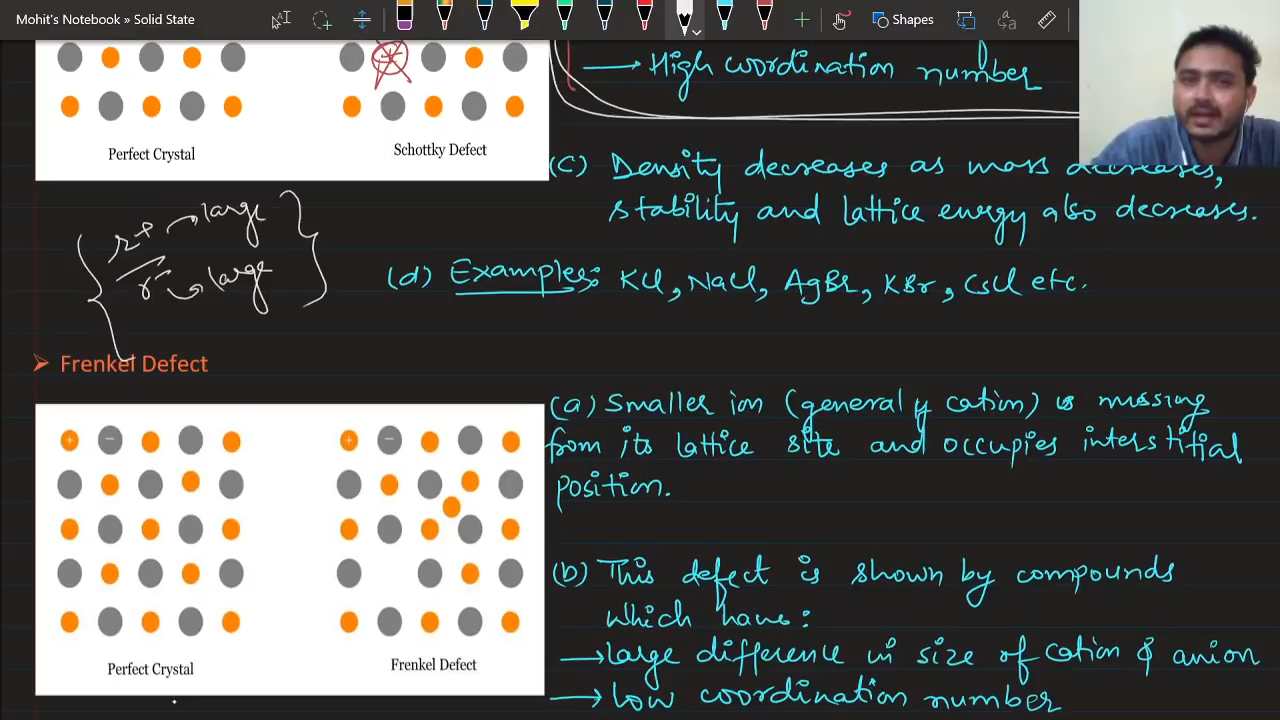 Mohit's Notebook » Solid State
Shapes
→ High coordination number
Perfect Crystal
Schottky Defect
(C) Density decreases as mass decreases,
stability and lattice energy also decreases.
r+ → large
r- → large
(d) Examples: KCl, NaCl, AgBr, KBr, CsCl etc.
➢ Frenkel Defect
(a) Smaller ion (generally cation) is missing
from its lattice site and occupies interstitial
position.
+ −
+ −
(b) This defect is shown by compounds
which have:
→ large difference in size of cation & anion
→ low coordination number
Perfect Crystal
Frenkel Defect